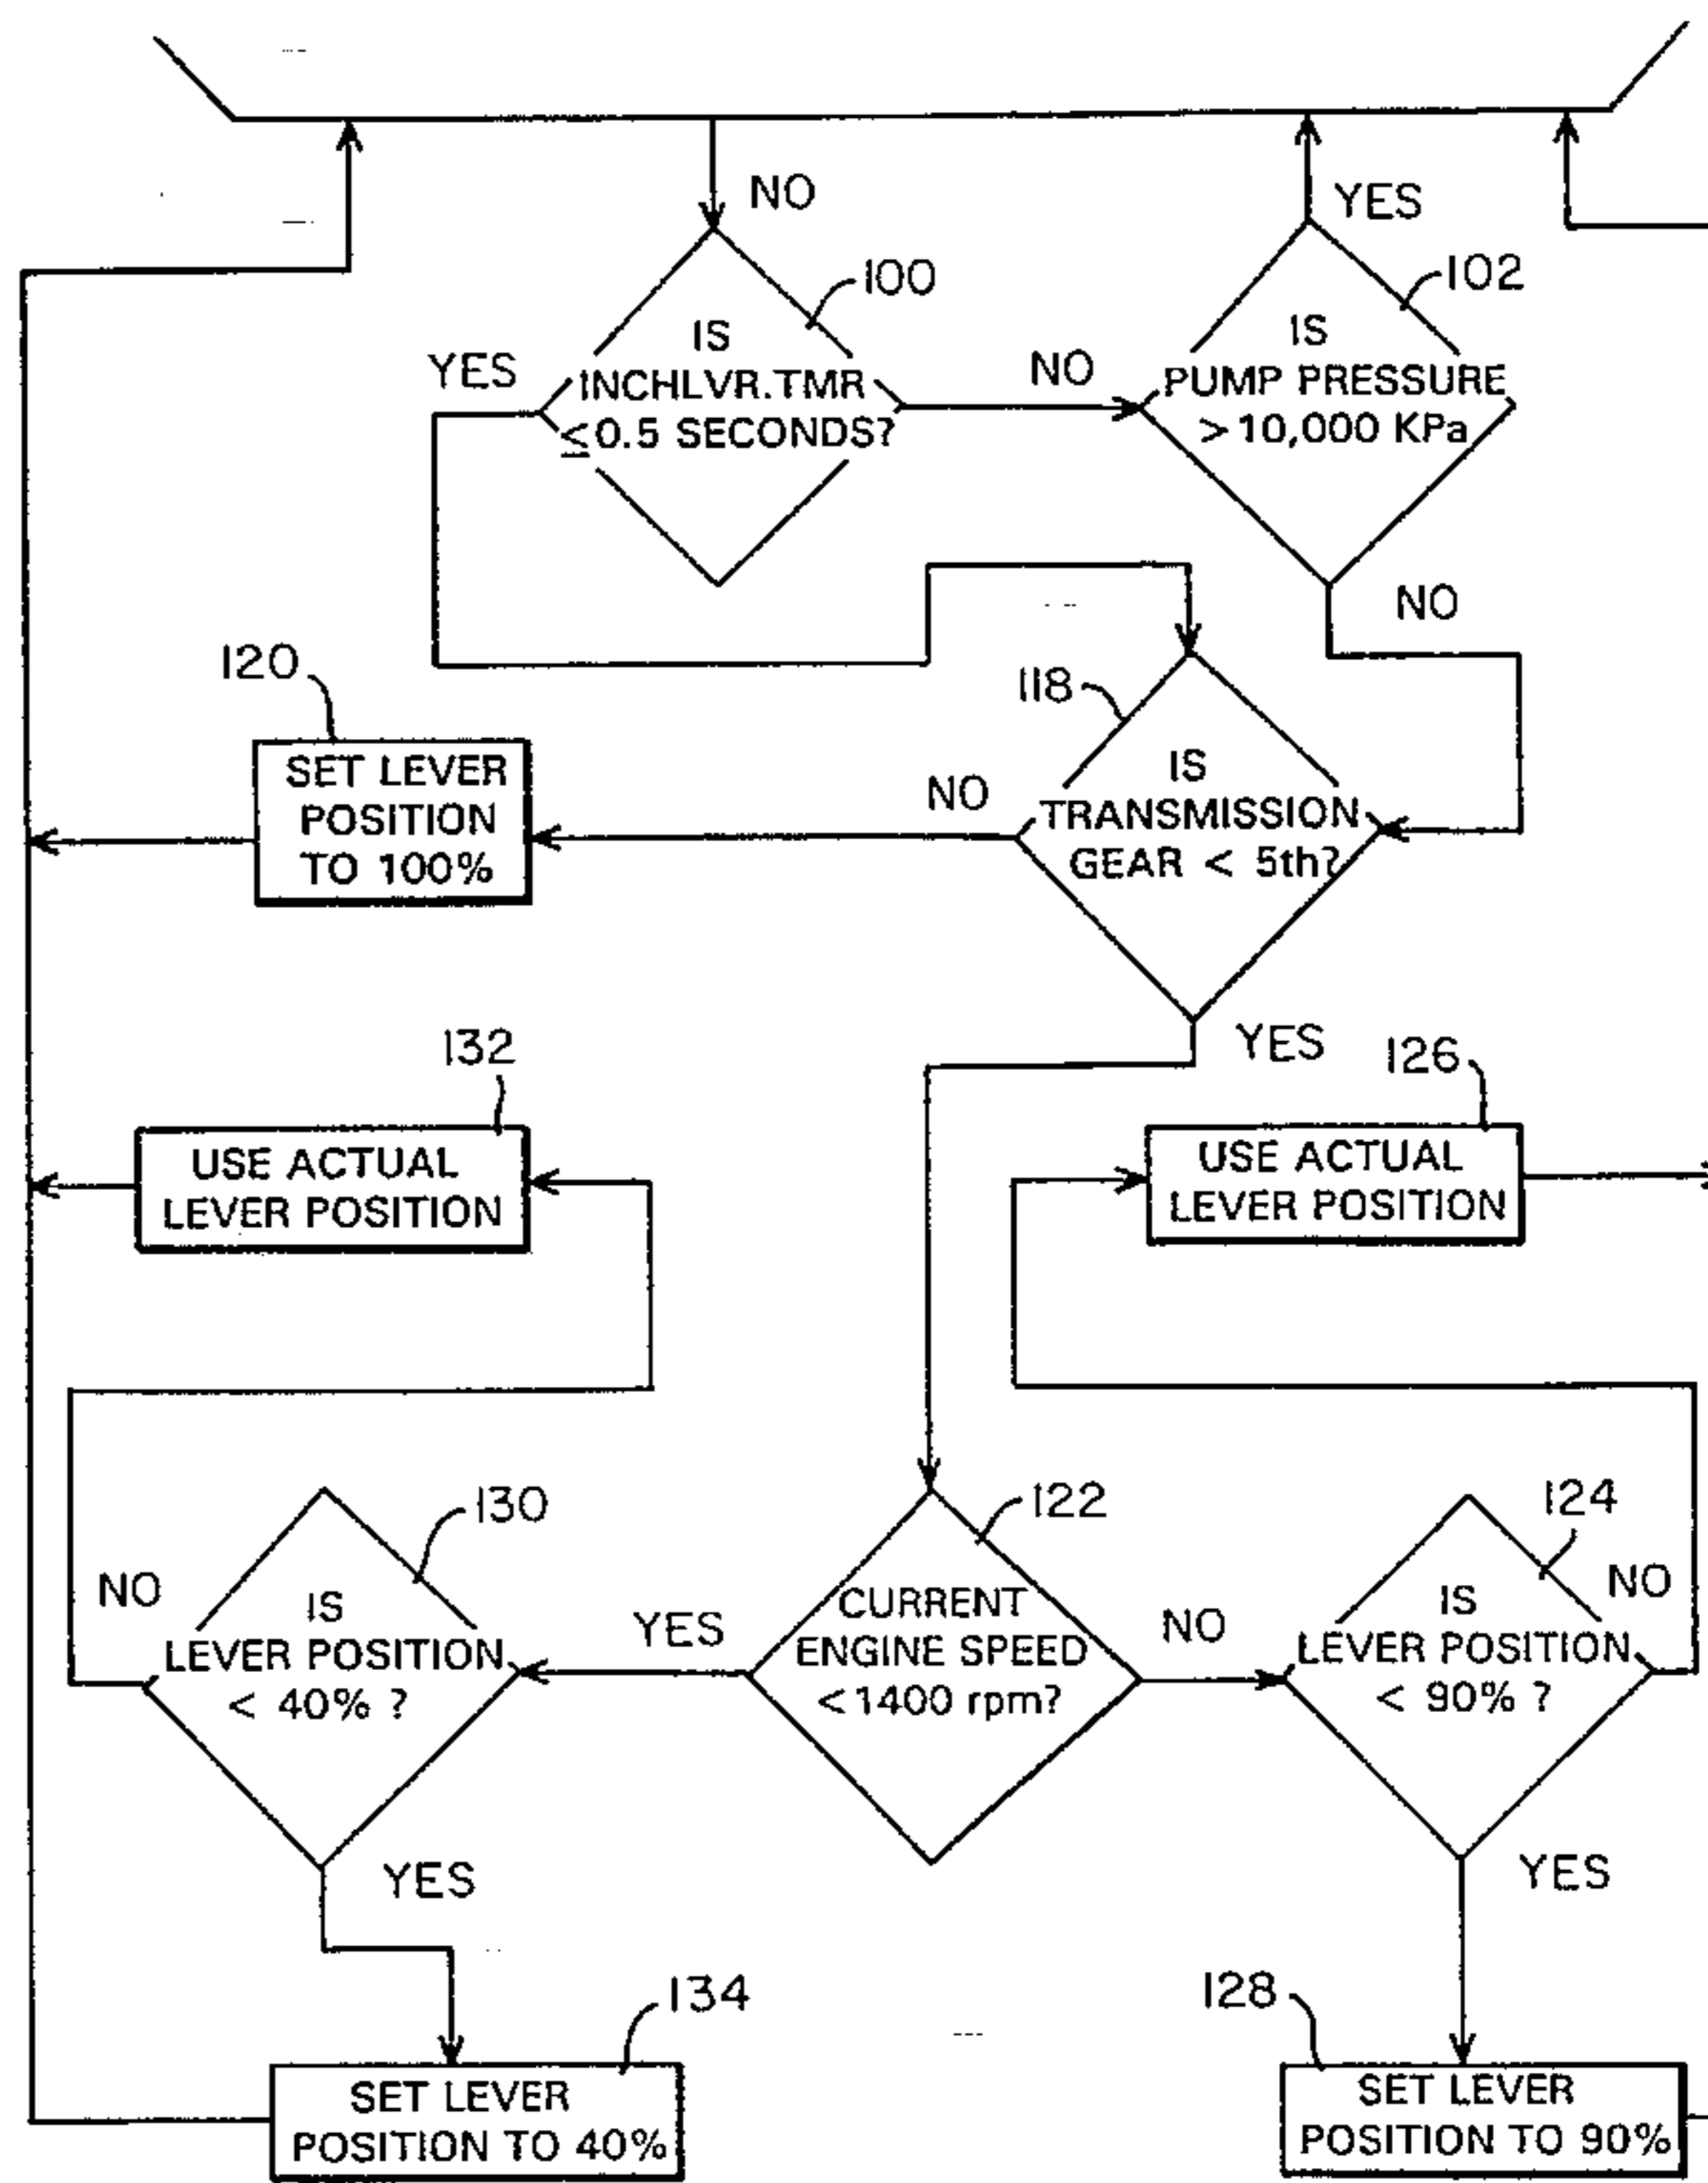 NO
YES
100
102
IS
INCHLVR.TMR
≤0.5 SECONDS?
YES
NO
IS
PUMP PRESSURE
>10,000 KPa
NO
120
118
SET LEVER
POSITION
TO 100%
NO
IS
TRANSMISSION
GEAR < 5th?
YES
132
126
USE ACTUAL
LEVER POSITION
USE ACTUAL
LEVER POSITION
130
122
124
NO
IS
LEVER POSITION
< 40% ?
YES
CURRENT
ENGINE SPEED
<1400 rpm?
NO
IS
LEVER POSITION
< 90% ?
NO
YES
YES
134
128
SET LEVER
POSITION TO 40%
SET LEVER
POSITION TO 90%